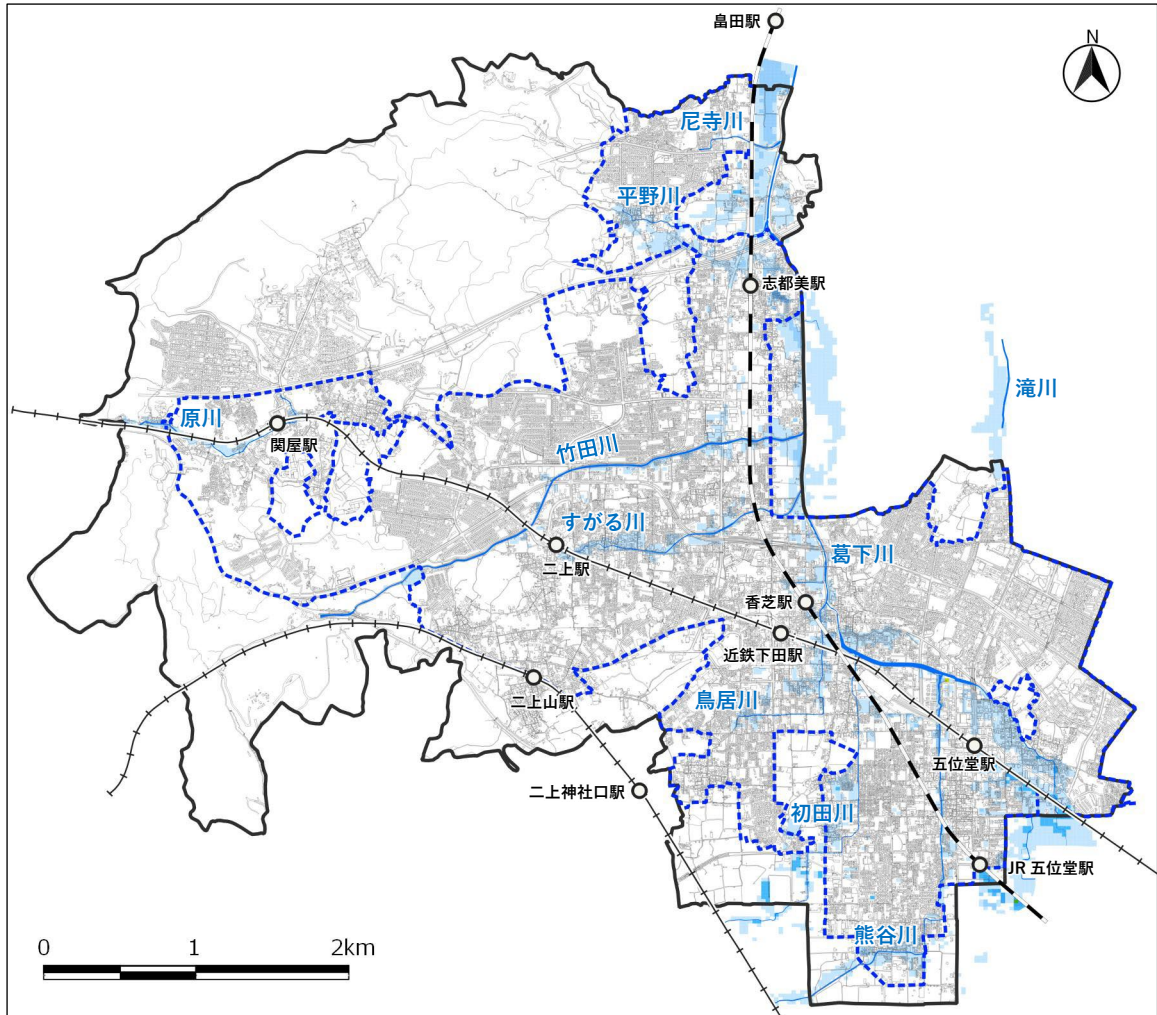 畠田駅
N
尼寺川
平野川
志都美駅
滝川
原川
関屋駅
竹田川
すがる川
二上駅
葛下川
香芝駅
近鉄下田駅
二上山駅
鳥居川
五位堂駅
二上神社口駅
初田川
JR 五位堂駅
熊谷川
0 1 2km